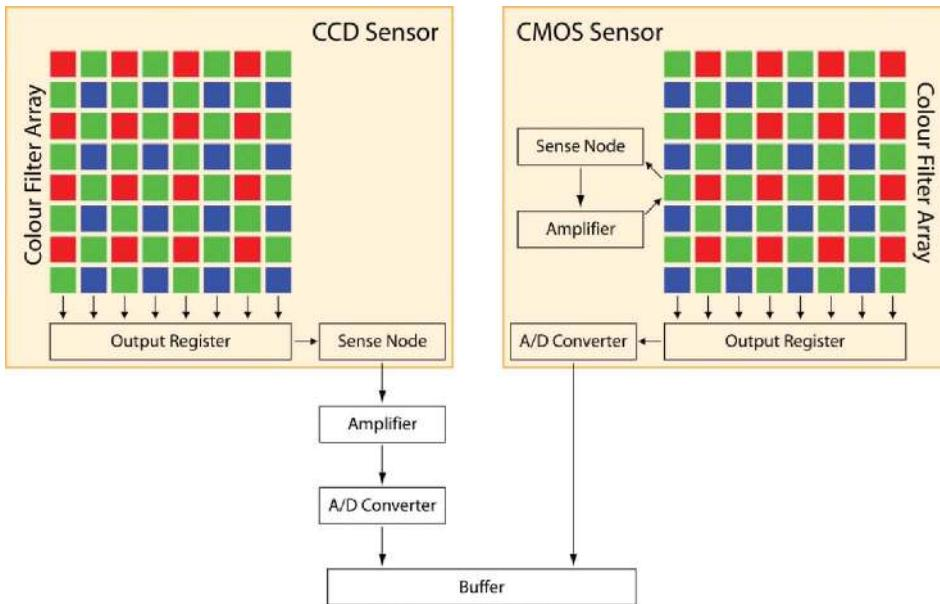 CCD Sensor
Colour Filter Array
Output Register
Sense Node
Amplifier
A/D Converter
CMOS Sensor
Colour Filter Array
Sense Node
Amplifier
A/D Converter
Output Register
Buffer